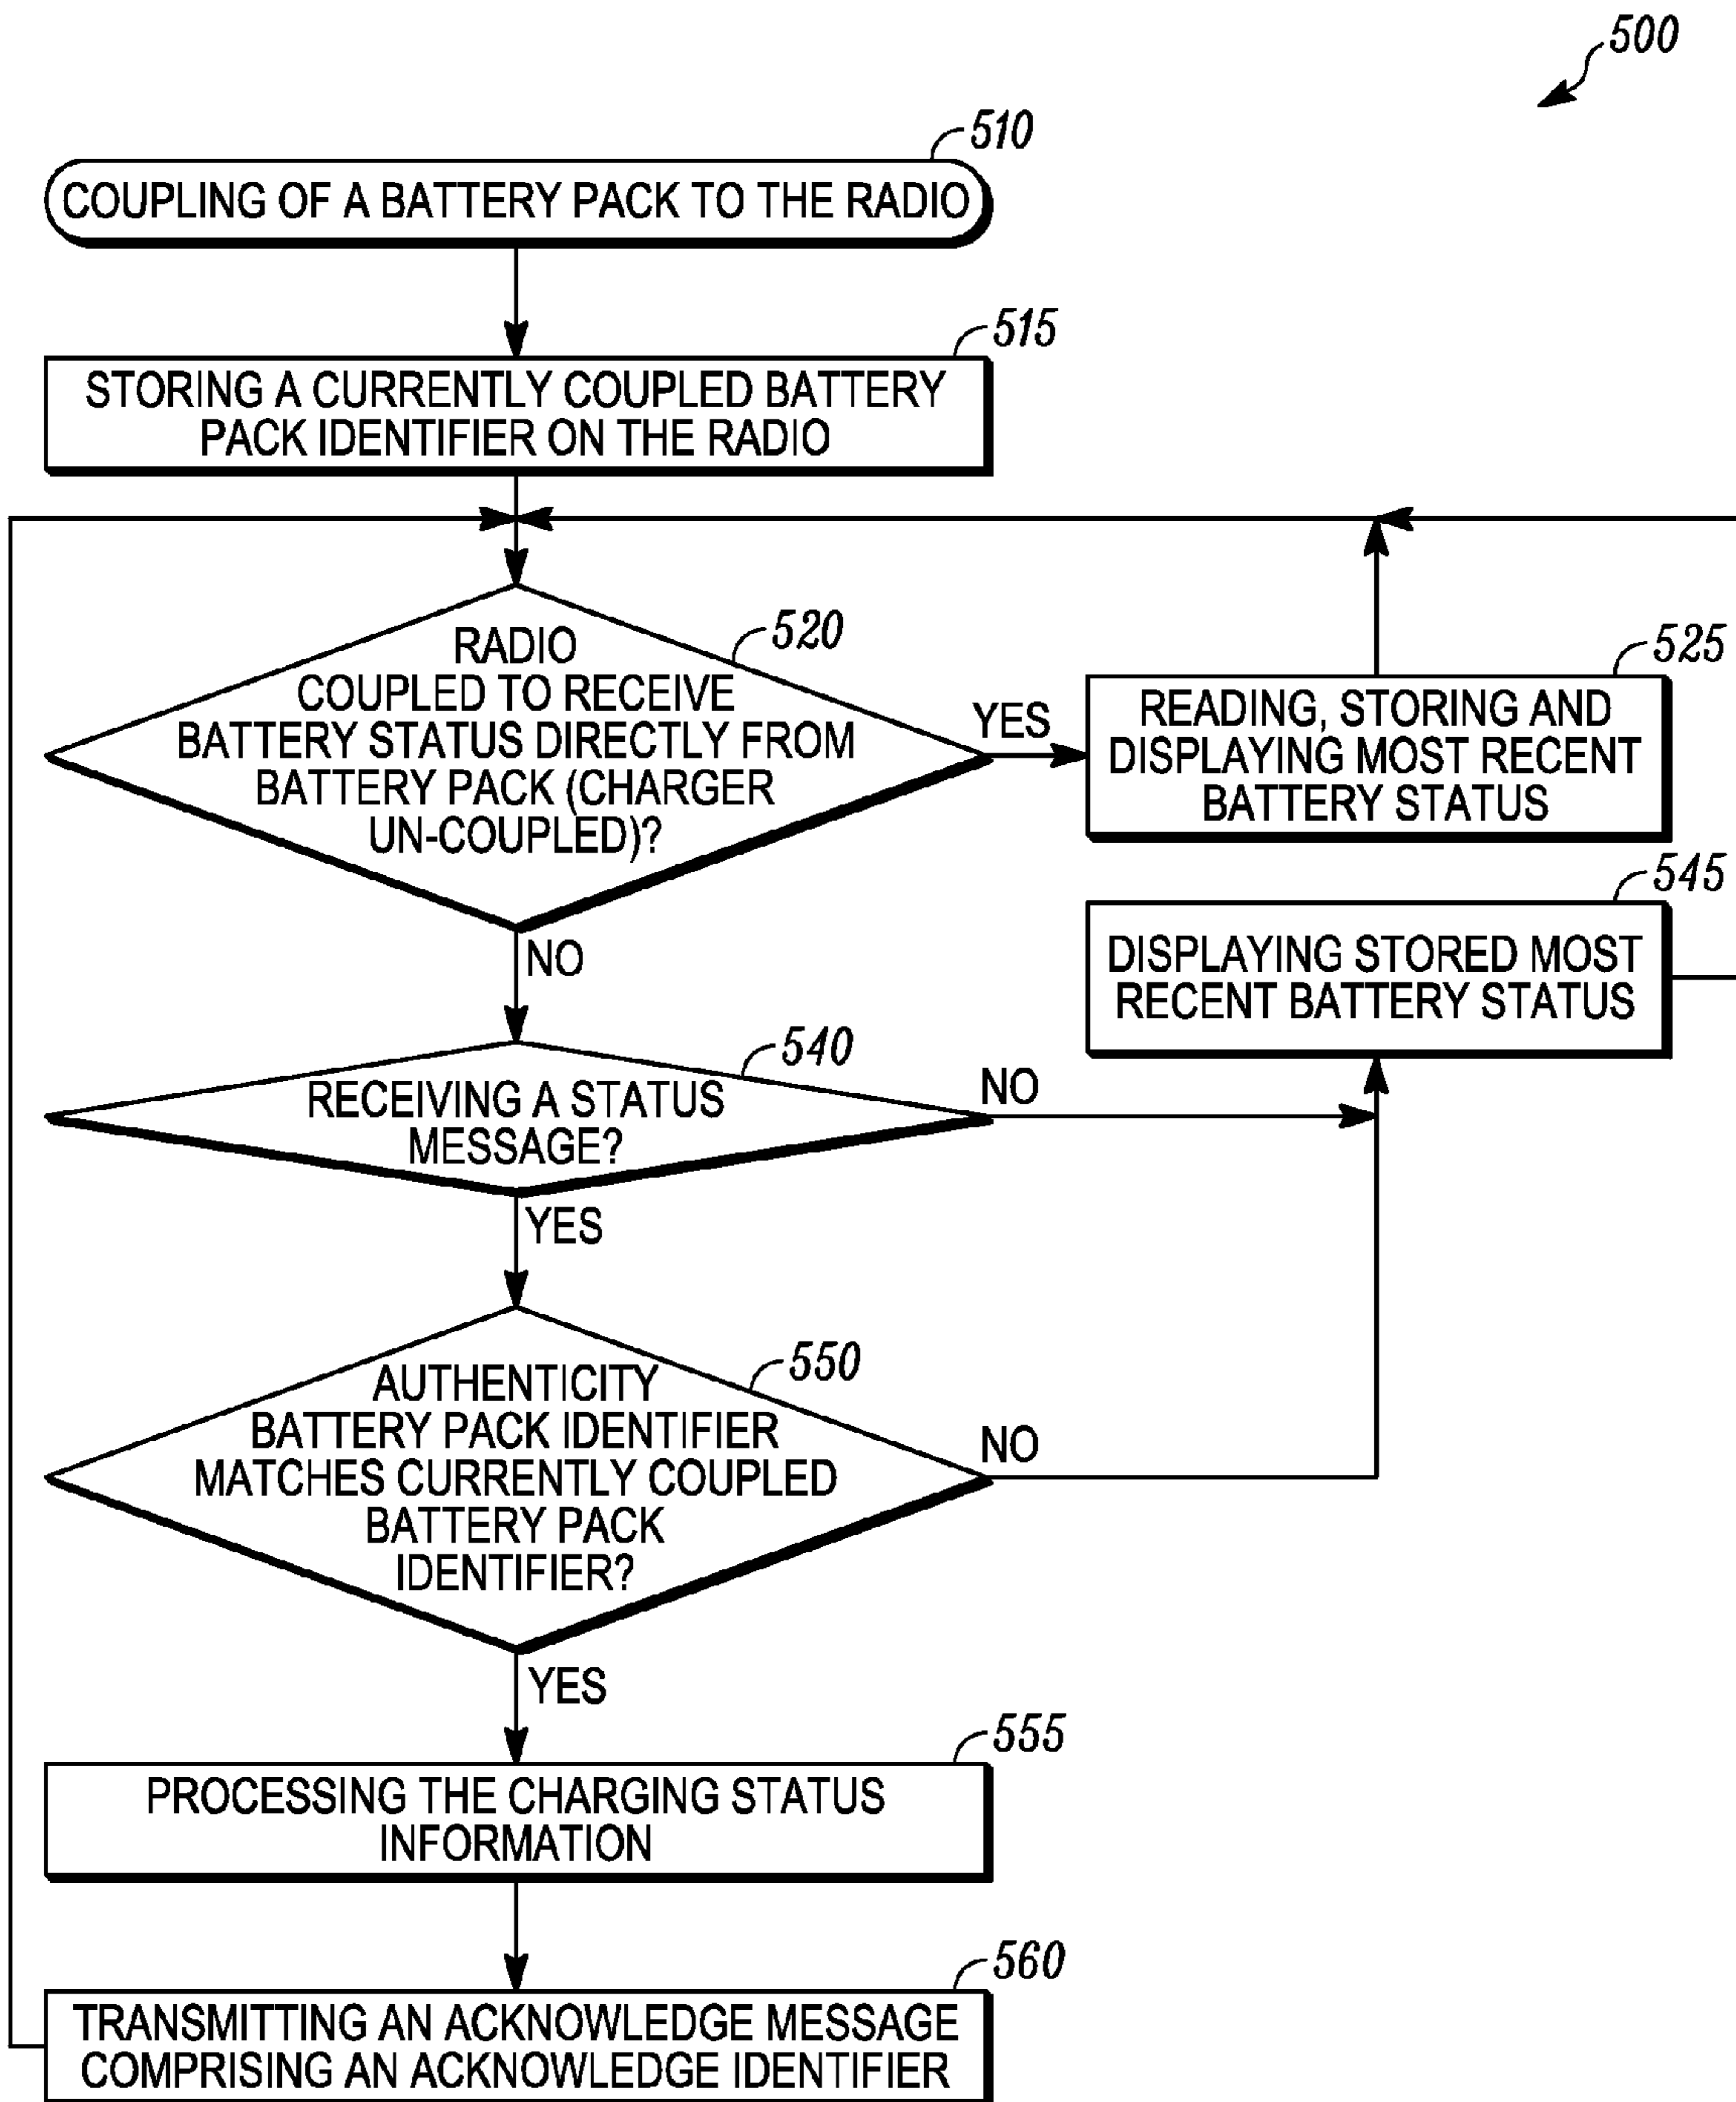 500
510
COUPLING OF A BATTERY PACK TO THE RADIO
515
STORING A CURRENTLY COUPLED BATTERY
PACK IDENTIFIER ON THE RADIO
520
RADIO
COUPLED TO RECEIVE
BATTERY STATUS DIRECTLY FROM
BATTERY PACK (CHARGER
UN-COUPLED)?
YES
525
READING, STORING AND
DISPLAYING MOST RECENT
BATTERY STATUS
NO
545
DISPLAYING STORED MOST
RECENT BATTERY STATUS
540
RECEIVING A STATUS
MESSAGE?
NO
YES
550
AUTHENTICITY
BATTERY PACK IDENTIFIER
MATCHES CURRENTLY COUPLED
BATTERY PACK
IDENTIFIER?
NO
YES
555
PROCESSING THE CHARGING STATUS
INFORMATION
560
TRANSMITTING AN ACKNOWLEDGE MESSAGE
COMPRISING AN ACKNOWLEDGE IDENTIFIER